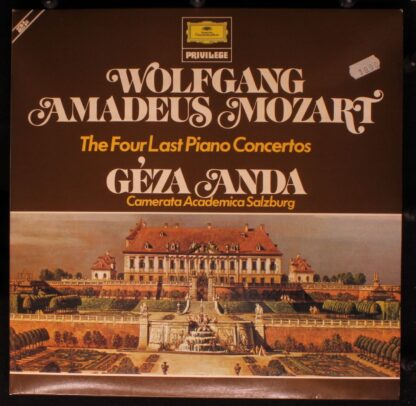 PRIVILEGE
WOLFGANG
AMADEUS MOZART
The Four Last Piano Concertos
GÉZA ANDA
Camerata Academica Salzburg